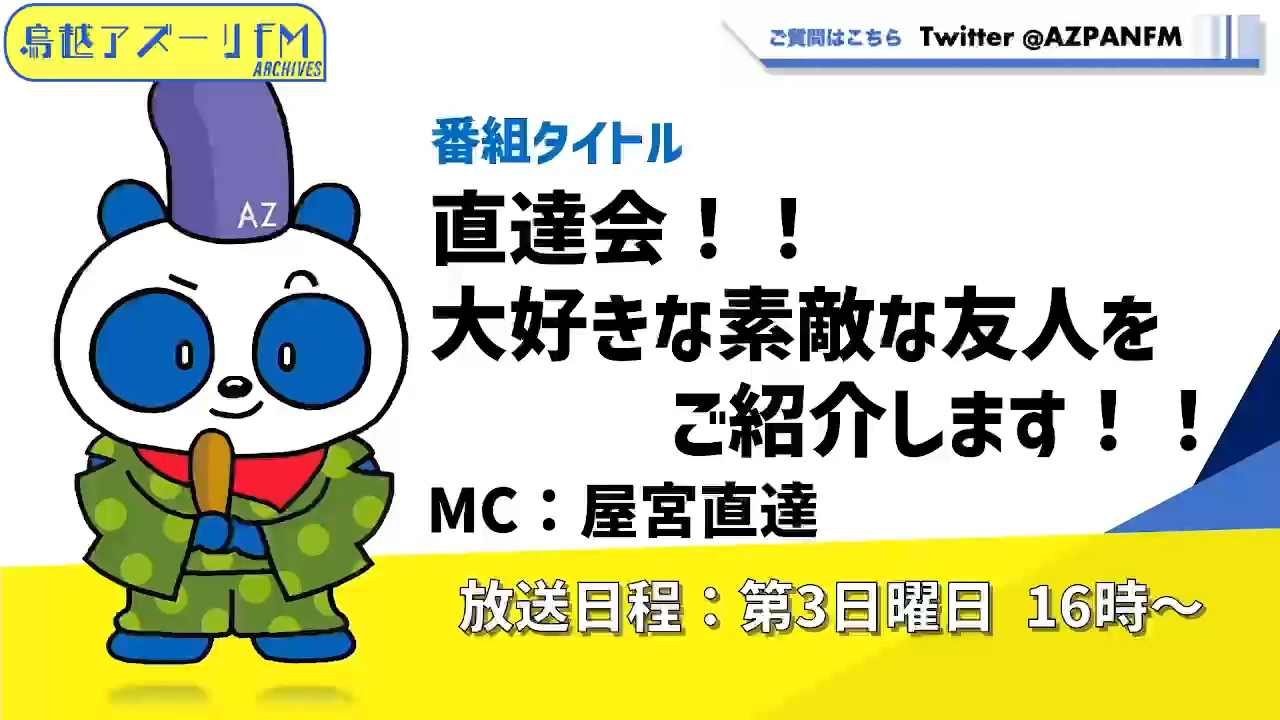 鳥越アズーリFM
ARCHIVES
ご質問はこちら Twitter @AZPANFM
AZ
番組タイトル
直達会！！
大好きな素敵な友人を
ご紹介します！！
MC：屋宮直達
放送日程：第3日曜日 16時～